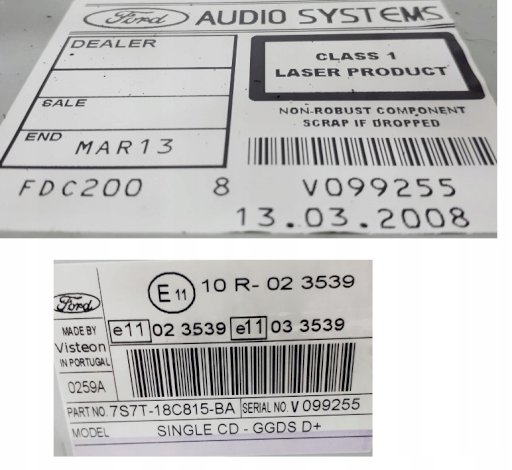 Ford AUDIO SYSTEMS
DEALER
CLASS 1
LASER PRODUCT
SALE
NON-ROBUST COMPONENT
SCRAP IF DROPPED
END MAR13
FDC200 8 V099255
13.03.2008
E 11 10 R- 02 3539
Ford
MADE BY e11 02 3539 e11 03 3539
Visteon
IN PORTUGAL
0259A
PART NO. 7S7T-18C815-BA SERIAL NO. V 099255
MODEL SINGLE CD - GGDS D+